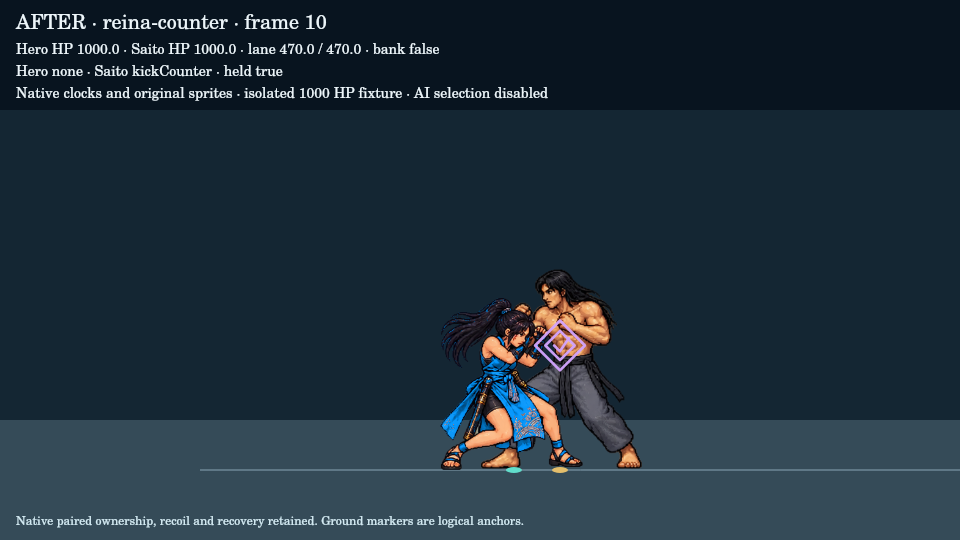 AFTER · reina-counter · frame 10
Hero HP 1000.0 · Saito HP 1000.0 · lane 470.0 / 470.0 · bank false
Hero none · Saito kickCounter · held true
Native clocks and original sprites · isolated 1000 HP fixture · AI selection disabled
Native paired ownership, recoil and recovery retained. Ground markers are logical anchors.